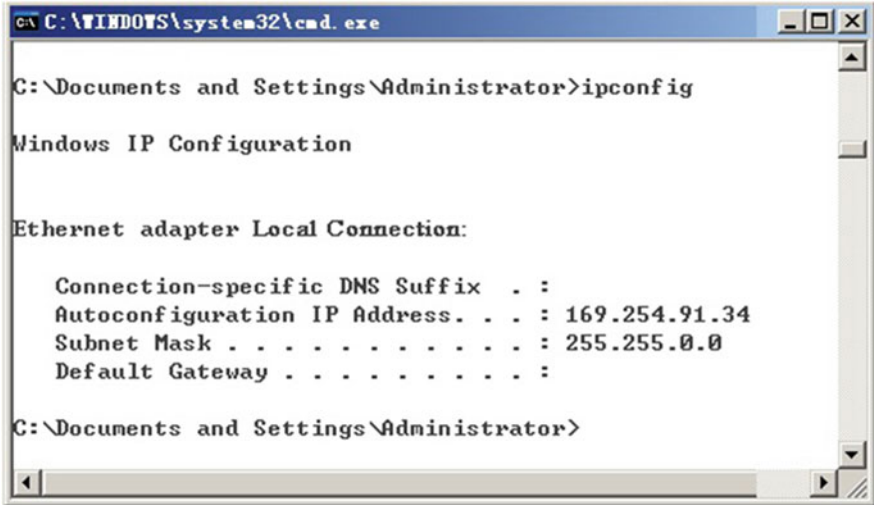 C:\WINDOWS\system32\cmd.exe
C:\Documents and Settings\Administrator>ipconfig
Windows IP Configuration
Ethernet adapter Local Connection:
Connection-specific DNS Suffix . :
Autoconfiguration IP Address. . . : 169.254.91.34
Subnet Mask . . . . . . . . . . . : 255.255.0.0
Default Gateway . . . . . . . . . :
C:\Documents and Settings\Administrator>